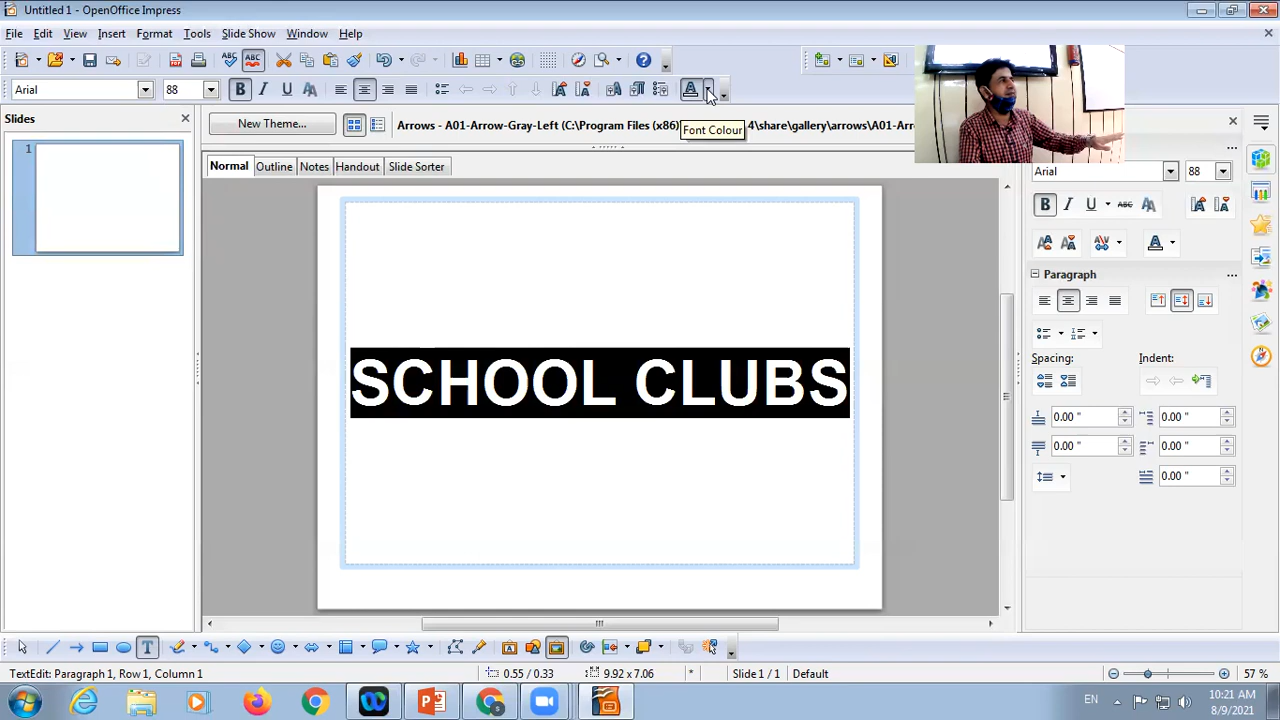 Untitled 1 - OpenOffice Impress
File Edit View Insert Format Tools Slide Show Window Help
Arial 88
Slides
New Theme...
Arrows - A01-Arrow-Gray-Left (C:\Program Files (x86) 4\share\gallery\arrows\A01-Arr
Font Colour
1
Normal Outline Notes Handout Slide Sorter
SCHOOL CLUBS
Arial 88
Paragraph
Spacing: Indent:
0.00 " 0.00 "
0.00 " 0.00 "
0.00 "
TextEdit: Paragraph 1, Row 1, Column 1 0.55 / 0.33 9.92 x 7.06 * Slide 1 / 1 Default 57 %
EN 10:21 AM
8/9/2021